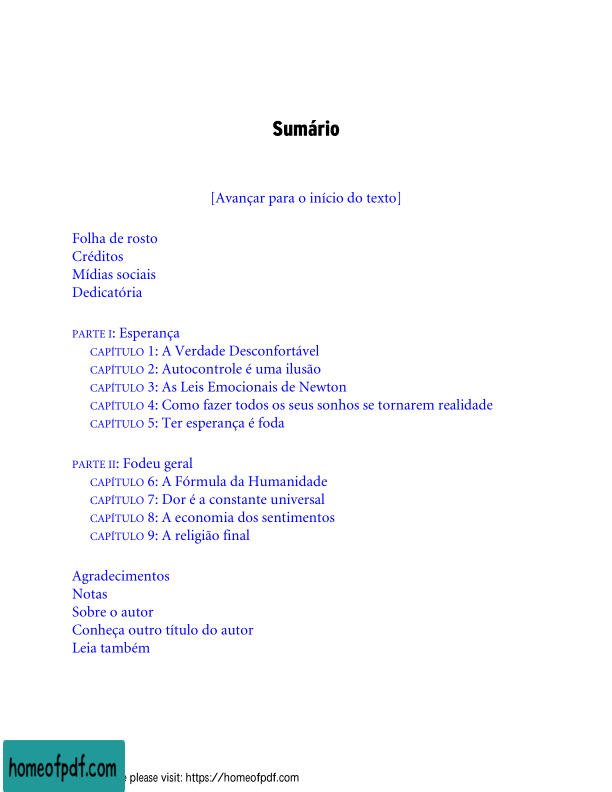 Sumário
[Avançar para o início do texto]
Folha de rosto
Créditos
Mídias sociais
Dedicatória
PARTE I: Esperança
CAPÍTULO 1: A Verdade Desconfortável
CAPÍTULO 2: Autocontrole é uma ilusão
CAPÍTULO 3: As Leis Emocionais de Newton
CAPÍTULO 4: Como fazer todos os seus sonhos se tornarem realidade
CAPÍTULO 5: Ter esperança é foda
PARTE II: Fodeu geral
CAPÍTULO 6: A Fórmula da Humanidade
CAPÍTULO 7: Dor é a constante universal
CAPÍTULO 8: A economia dos sentimentos
CAPÍTULO 9: A religião final
Agradecimentos
Notas
Sobre o autor
Conheça outro título do autor
Leia também
homeofpdf.com
please visit: https://homeofpdf.com